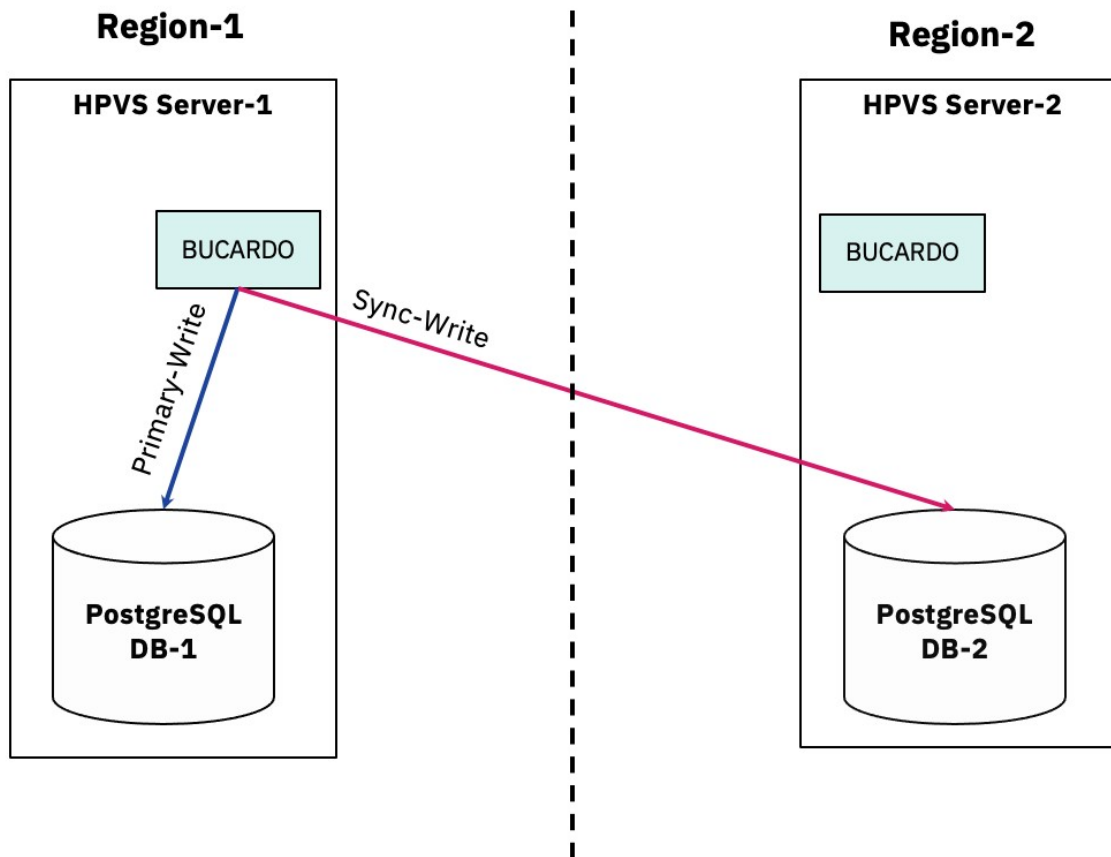 Region-1
Region-2
HPVS Server-1
HPVS Server-2
BUCARDO
BUCARDO
Sync-Write
Primary-Write
PostgreSQL
DB-1
PostgreSQL
DB-2